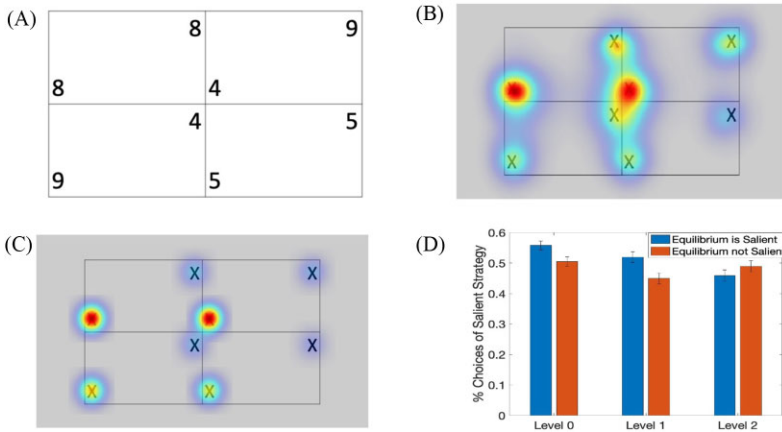 (A)
8 9
8 4
4 5
9 5
(B)
X X
X X
X X
X X
(C)
X X
X X
X X
X X
(D)
% Choices of Salient Strategy
0.6
0.5
0.4
0.3
0.2
0.1
0
Equilibrium is Salient
Equilibrium not Salient
Level 0 Level 1 Level 2